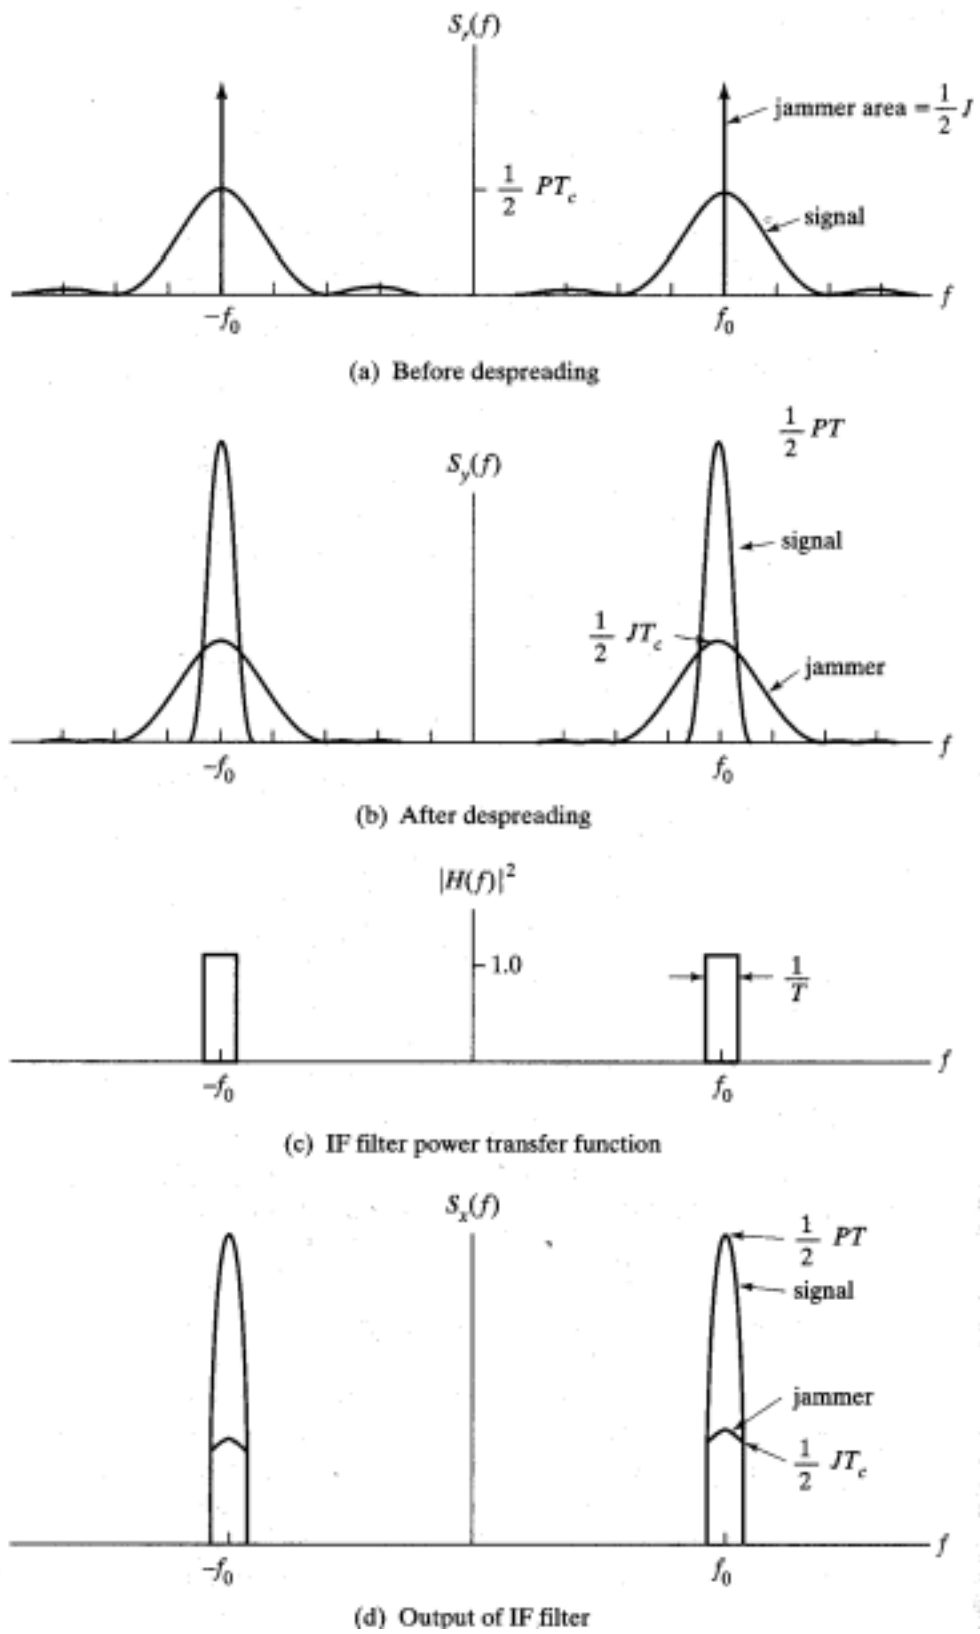 S_r(f)
jammer area = 1/2 J
1/2 PT_c
signal
f
−f_0
f_0
(a) Before despreading
1/2 PT
S_y(f)
signal
1/2 JT_c
jammer
f
−f_0
f_0
(b) After despreading
|H(f)|^2
1.0
1/T
f
−f_0
f_0
(c) IF filter power transfer function
S_x(f)
1/2 PT
signal
jammer
1/2 JT_c
f
−f_0
f_0
(d) Output of IF filter